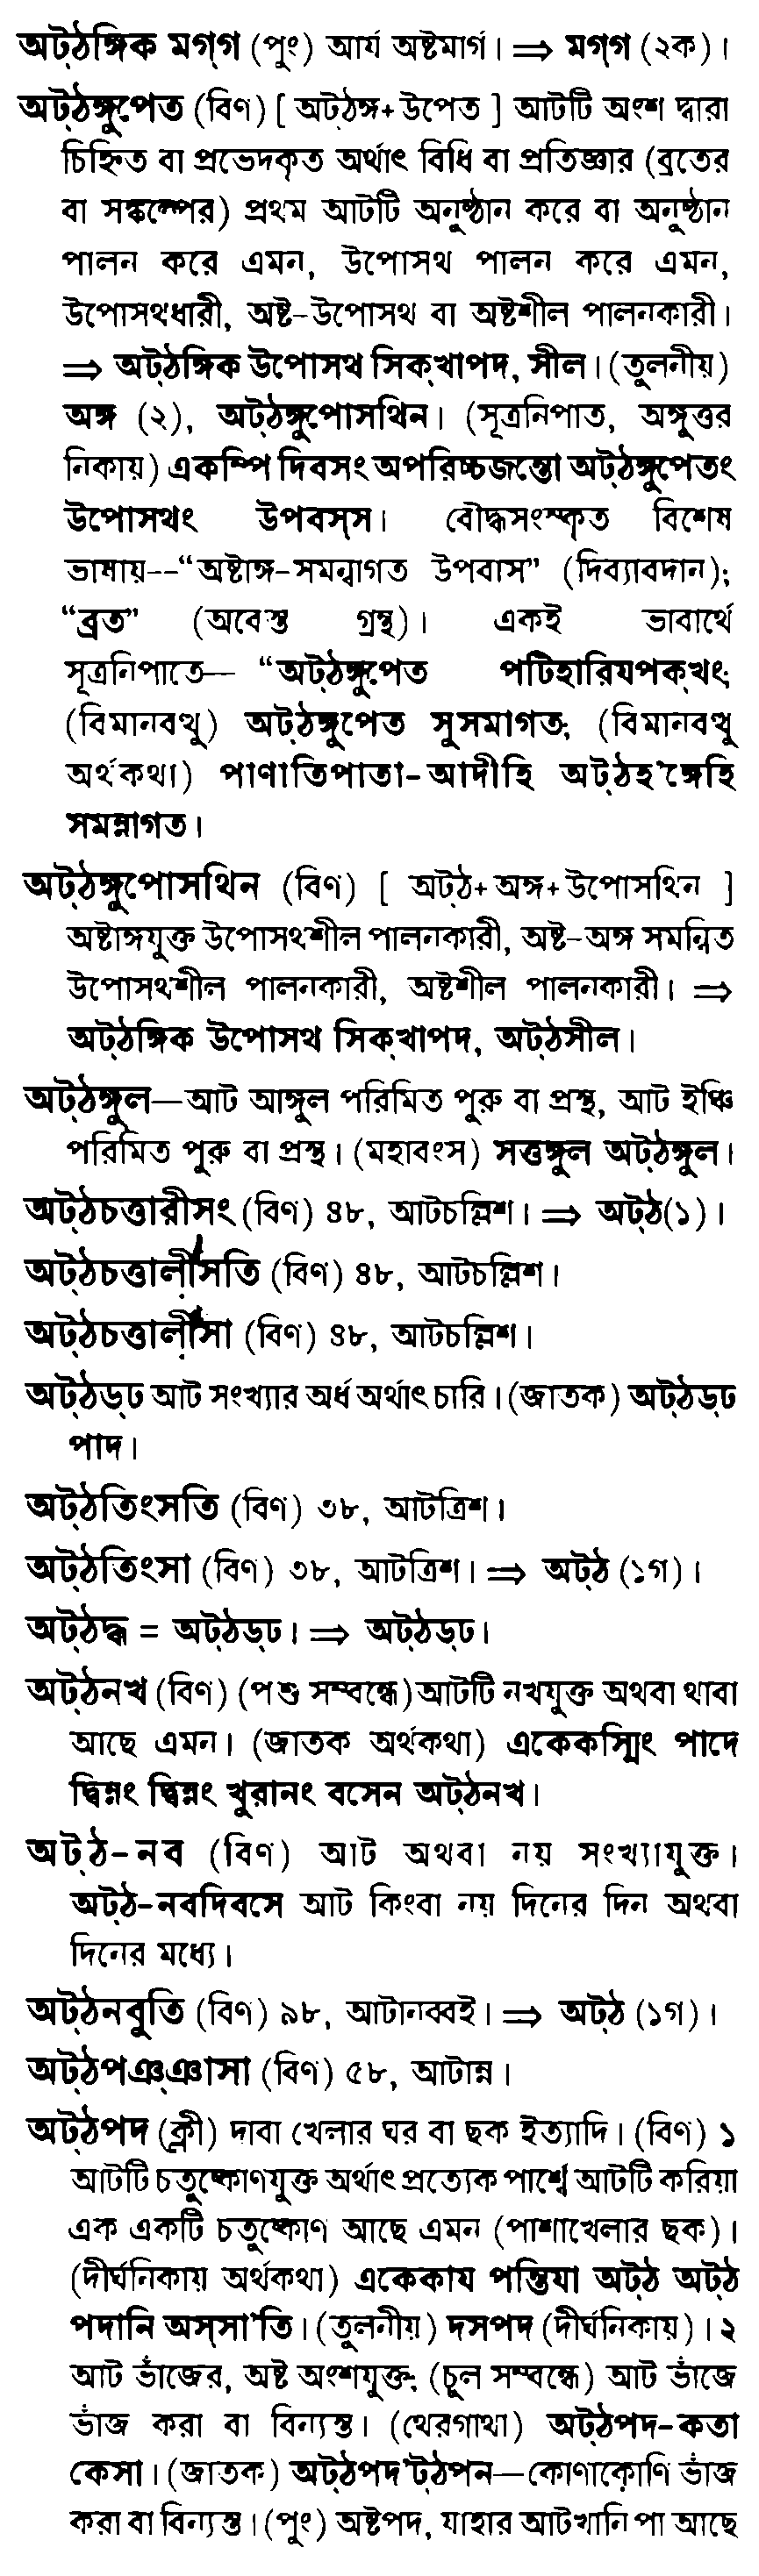 অট্‌ঠঙ্গিক মগ্‌গ (পুং) আর্য অষ্টমার্গ। ⇒ মগ্‌গ (২ক)।
অট্‌ঠঙ্গুপেত (বিণ) [ অট্‌ঠঙ্গ+উপেত ] আটটি অংশ দ্বারা
চিহ্নিত বা প্রভেদকৃত অর্থাৎ বিধি বা প্রতিজ্ঞার (ব্রতের
বা সঙ্কল্পের) প্রথম আটটি অনুষ্ঠান করে বা অনুষ্ঠান
পালন করে এমন, উপোসথ পালন করে এমন,
উপোসথধারী, অষ্ট-উপোসথ বা অষ্টশীল পালনকারী।
⇒ অট্‌ঠঙ্গিক উপোসথ সিক্‌খাপদ, সীল। (তুলনীয়)
অঙ্গ (২), অট্‌ঠঙ্গুপোসথিন। (সূত্রনিপাত, অঙ্গুত্তর
নিকায়) একম্পি দিবসং অপরিচ্চজন্তো অট্‌ঠঙ্গুপেতং
উপোসথং উপবস্‌স। বৌদ্ধসংস্কৃত বিশেষ
ভাষায়--“অষ্টাঙ্গ-সমন্বাগত উপবাস” (দিব্যাবদান);
“ব্রত” (অবেস্ত গ্রন্থ)। একই ভাবার্থে
সূত্রনিপাতে— “অট্‌ঠঙ্গুপেত পটিহারিযপক্‌খং;
(বিমানবত্থু) অট্‌ঠঙ্গুপেত সুসমাগত; (বিমানবত্থু
অর্থকথা) পাণাতিপাতা-আদীহি অট্‌ঠহ'ঙ্গেহি
সমন্নাগত।
অট্‌ঠঙ্গুপোসথিন (বিণ) [ অট্‌ঠ+অঙ্গ+উপোসথিন ]
অষ্টাঙ্গযুক্ত উপোসথশীল পালনকারী, অষ্ট-অঙ্গ সমন্নিত
উপোসথশীল পালনকারী, অষ্টশীল পালনকারী। ⇒
অট্‌ঠঙ্গিক উপোসথ সিক্‌খাপদ, অট্‌ঠসীল।
অট্‌ঠঙ্গুল—আট আঙ্গুল পরিমিত পুরু বা প্রস্থ, আট ইঞ্চি
পরিমিত পুরু বা প্রস্থ। (মহাবংস) সত্তঙ্গুল অট্‌ঠঙ্গুল।
অট্‌ঠচত্তারীসং (বিণ) ৪৮, আটচল্লিশ। ⇒ অট্‌ঠ(১)।
অট্‌ঠচত্তালীসতি (বিণ) ৪৮, আটচল্লিশ।
অট্‌ঠচত্তালীসা (বিণ) ৪৮, আটচল্লিশ।
অট্‌ঠড্‌ঢ আট সংখ্যার অর্ধ অর্থাৎ চারি। (জাতক) অট্‌ঠড্‌ঢ
পাদ।
অট্‌ঠতিংসতি (বিণ) ৩৮, আটত্রিশ।
অট্‌ঠতিংসা (বিণ) ৩৮, আটত্রিশ। ⇒ অট্‌ঠ (১গ)।
অট্‌ঠদ্ধ = অট্‌ঠড্‌ঢ। ⇒ অট্‌ঠড্‌ঢ।
অট্‌ঠনখ (বিণ) (পশু সম্বন্ধে) আটটি নখযুক্ত অথবা থাবা
আছে এমন। (জাতক অর্থকথা) একেকস্মিং পাদে
দ্বিন্নং দ্বিন্নং খুরানং বসেন অট্‌ঠনখ।
অট্‌ঠ-নব (বিণ) আট অথবা নয় সংখ্যাযুক্ত।
অট্‌ঠ-নবদিবসে আট কিংবা নয় দিনের দিন অথবা
দিনের মধ্যে।
অট্‌ঠনবুতি (বিণ) ৯৮, আটানব্বই। ⇒ অট্‌ঠ (১গ)।
অট্‌ঠপঞ্‌ঞাসা (বিণ) ৫৮, আটান্ন।
অট্‌ঠপদ (ক্লী) দাবা খেলার ঘর বা ছক ইত্যাদি। (বিণ) ১
আটটি চতুষ্কোণযুক্ত অর্থাৎ প্রত্যেক পার্শ্বে আটটি করিয়া
এক একটি চতুষ্কোণ আছে এমন (পাশাখেলার ছক)।
(দীর্ঘনিকায় অর্থকথা) একেকায পন্তিযা অট্‌ঠ অট্‌ঠ
পদানি অস্‌সা'তি। (তুলনীয়) দসপদ (দীর্ঘনিকায়)। ২
আট ভাঁজের, অষ্ট অংশযুক্ত; (চুল সম্বন্ধে) আট ভাঁজে
ভাঁজ করা বা বিন্যস্ত। (থেরগাথা) অট্‌ঠপদ-কতা
কেসা। (জাতক) অট্‌ঠপদ'ট্‌ঠপন—কোণাকোণি ভাঁজ
করা বা বিন্যস্ত। (পুং) অষ্টপদ, যাহার আটখানি পা আছে